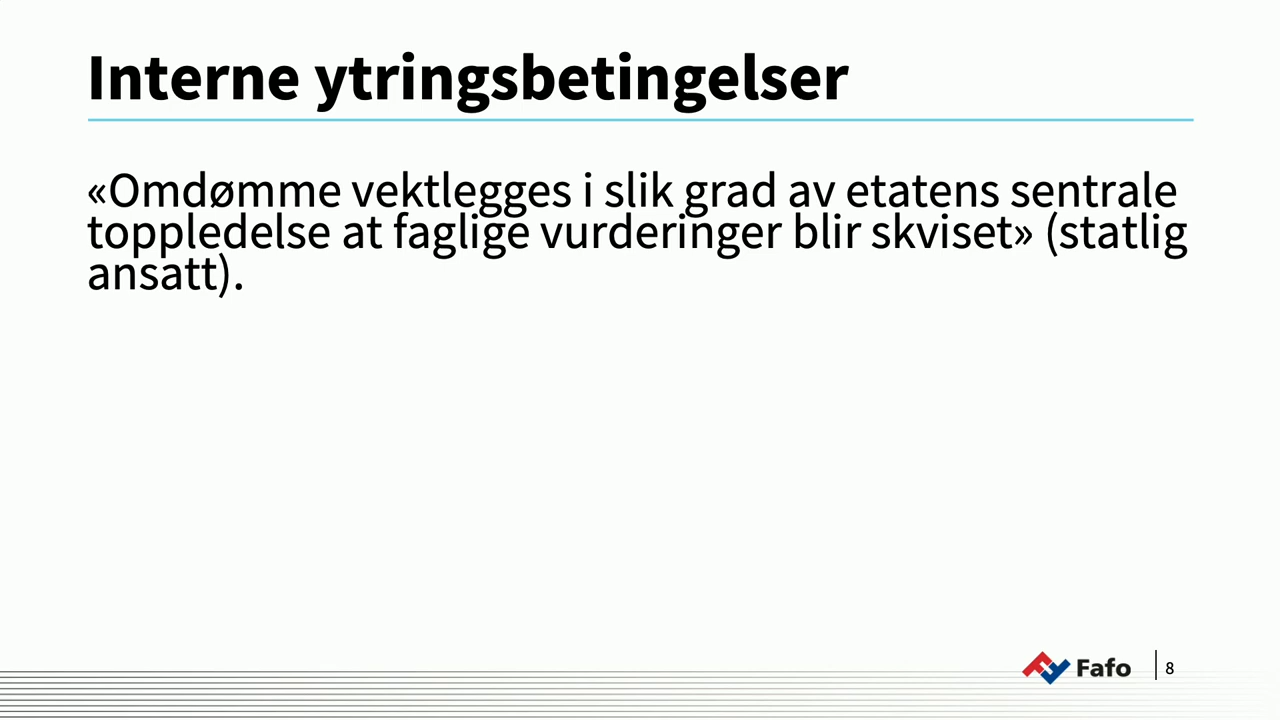 Interne ytringsbetingelser
«Omdømme vektlegges i slik grad av etatens sentrale
toppledelse at faglige vurderinger blir skviset» (statlig
ansatt).
Fafo
8